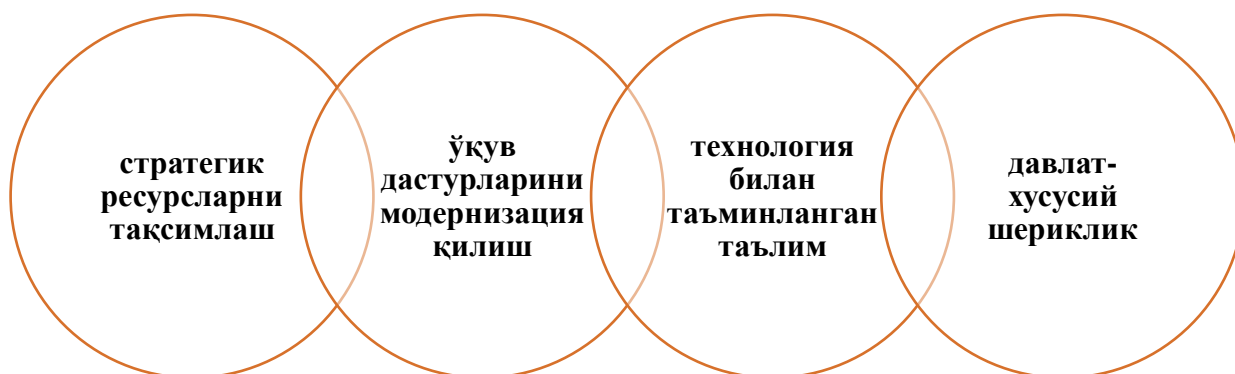 стратегик
ресурсларни
тақсимлаш
ўқув
дастурларини
модернизация
қилиш
технология
билан
таъминланган
таълим
давлат-
хусусий
шериклик